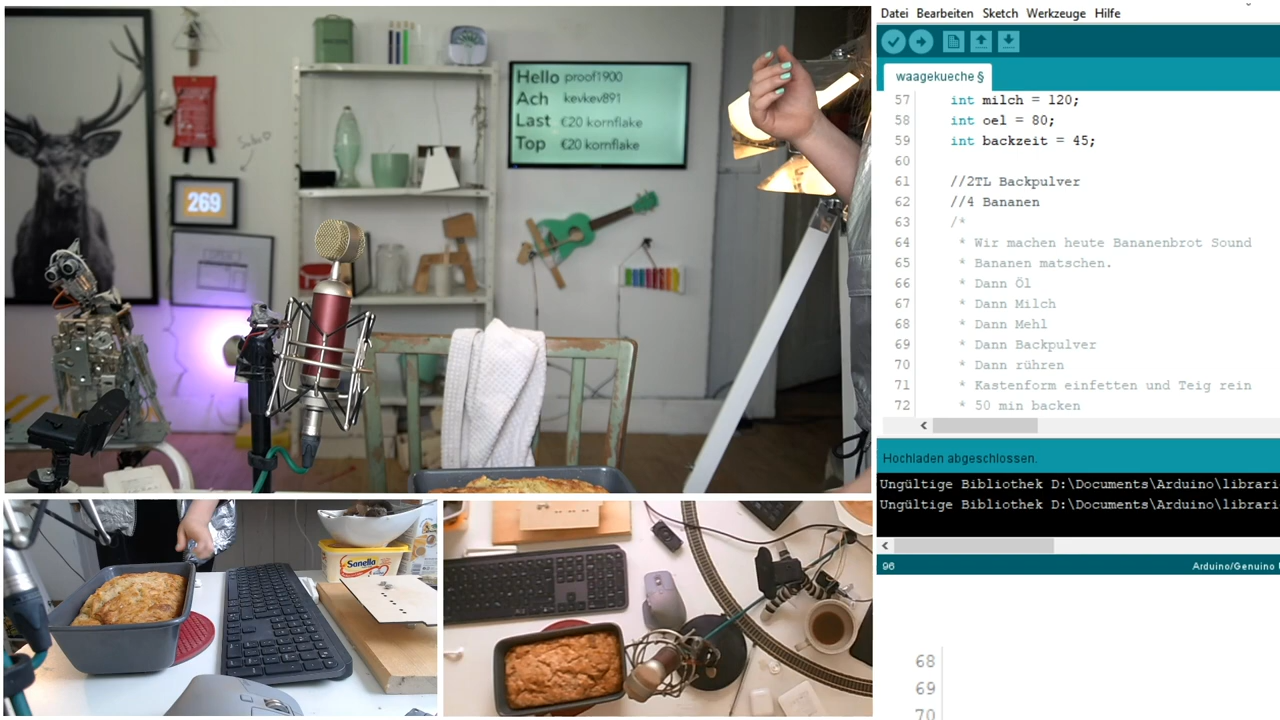 Hello proof1900
Ach kevkev891
Last €20 kornflake
Top €20 kornflake
269
Sanella
Datei Bearbeiten Sketch Werkzeuge Hilfe
waagekueche §
57 int milch = 120;
58 int oel = 80;
59 int backzeit = 45;
60
61 //2TL Backpulver
62 //4 Bananen
63 /*
64 * Wir machen heute Bananenbrot Sound
65 * Bananen matschen.
66 * Dann Öl
67 * Dann Milch
68 * Dann Mehl
69 * Dann Backpulver
70 * Dann rühren
71 * Kastenform einfetten und Teig rein
72 * 50 min backen
Hochladen abgeschlossen.
Ungültige Bibliothek D:\Documents\Arduino\librari
Ungültige Bibliothek D:\Documents\Arduino\librari
96 Arduino/Genuino
68
69
70